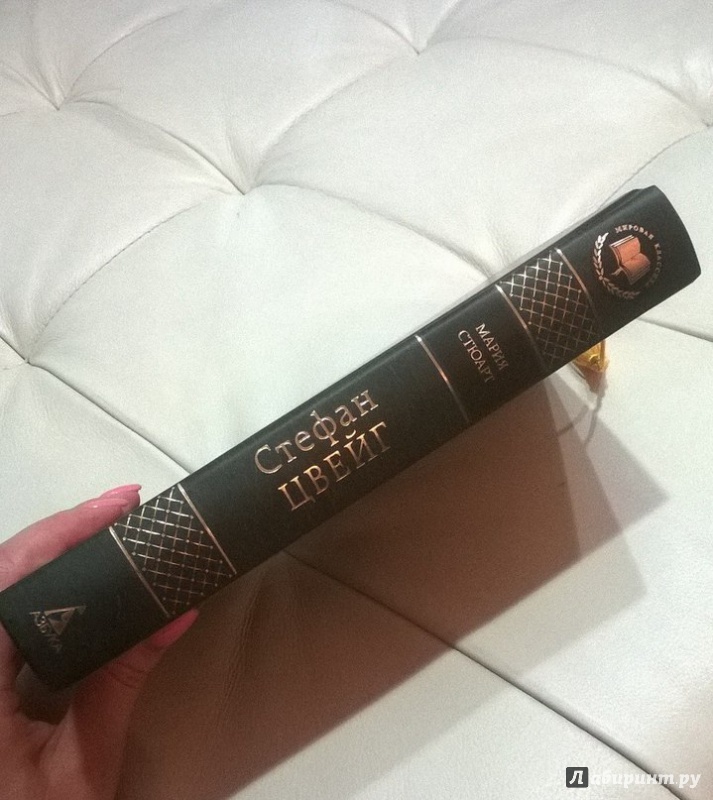 МИРОВАЯ КЛАССИКА
МАРИЯ
СТЮАРТ
Стефан
ЦВЕЙГ
АЗБУКА
Лабиринт.ру